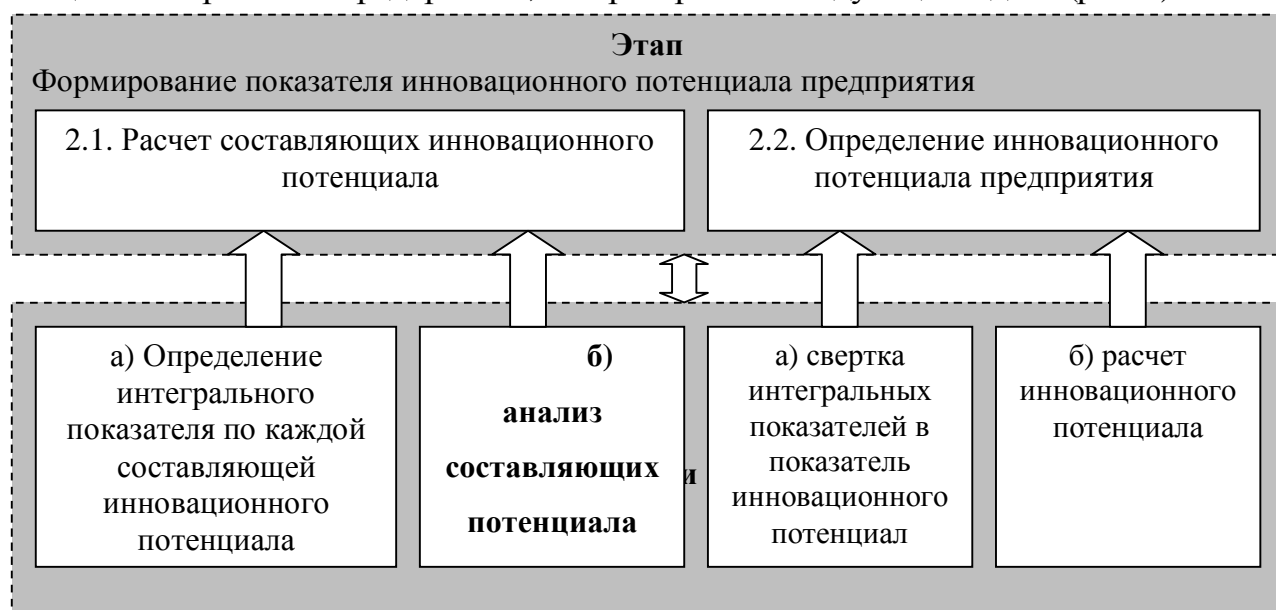 Этап
Формирование показателя инновационного потенциала предприятия
2.1. Расчет составляющих инновационного
потенциала
2.2. Определение инновационного
потенциала предприятия
а) Определение
интегрального
показателя по каждой
составляющей
инновационного
потенциала
б)
анализ
составляющих
потенциала
и
а) свертка
интегральных
показателей в
показатель
инновационного
потенциал
б) расчет
инновационного
потенциала